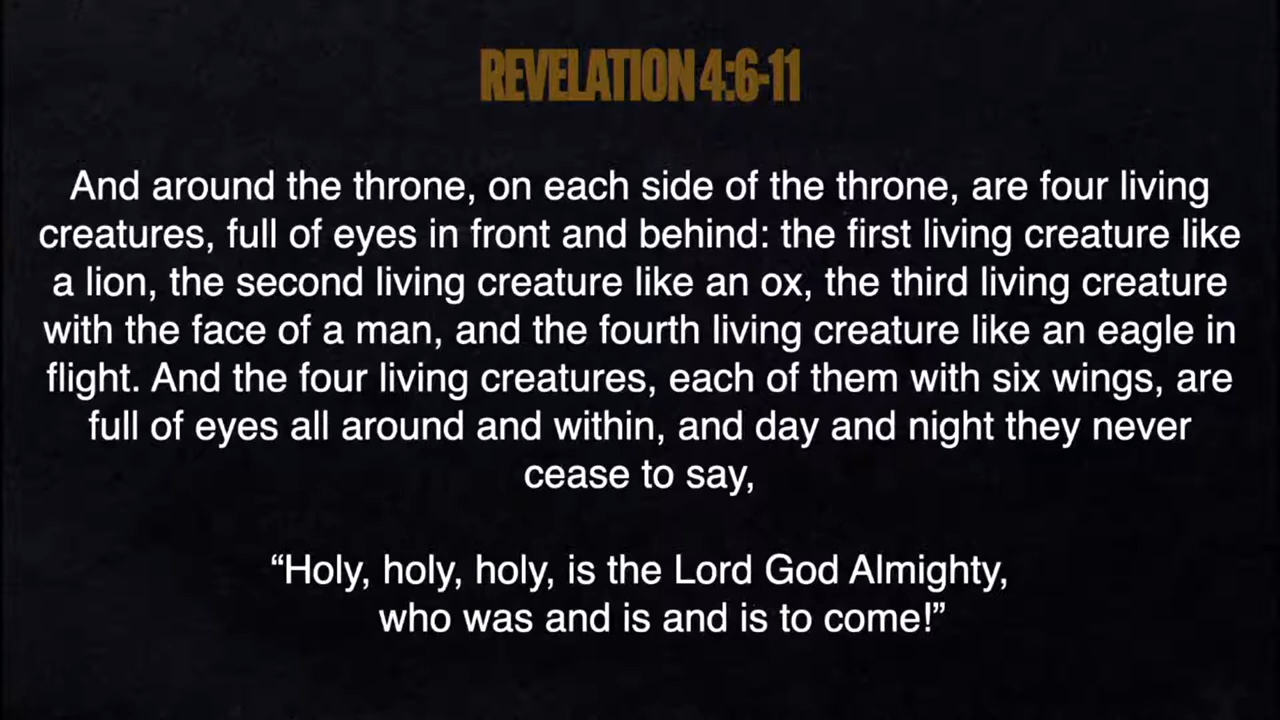 REVELATION 4:6-11
And around the throne, on each side of the throne, are four living
creatures, full of eyes in front and behind: the first living creature like
a lion, the second living creature like an ox, the third living creature
with the face of a man, and the fourth living creature like an eagle in
flight. And the four living creatures, each of them with six wings, are
full of eyes all around and within, and day and night they never
cease to say,
“Holy, holy, holy, is the Lord God Almighty,
who was and is and is to come!”